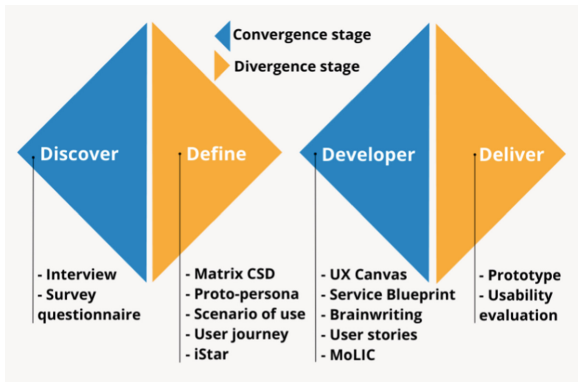 Convergence stage
Divergence stage
Discover
Define
Developer
Deliver
- Interview
- Survey
questionnaire
- Matrix CSD
- Proto-persona
- Scenario of use
- User journey
- iStar
- UX Canvas
- Service Blueprint
- Brainwriting
- User stories
- MoLIC
- Prototype
- Usability
evaluation